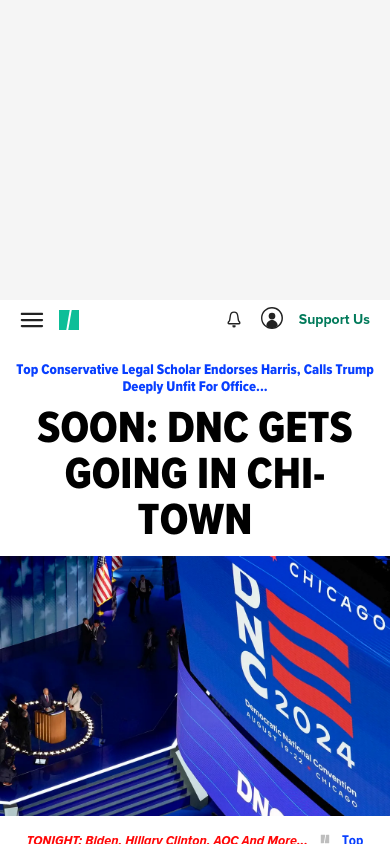 Support Us
Top Conservative Legal Scholar Endorses Harris, Calls Trump
Deeply Unfit For Office...
SOON: DNC GETS
GOING IN CHI-
TOWN
CHICAGO
DNC
2024
Democratic National Convention
AUGUST 19-22 CHICAGO
DNC
TONIGHT: Biden, Hillary Clinton, AOC And More... Top